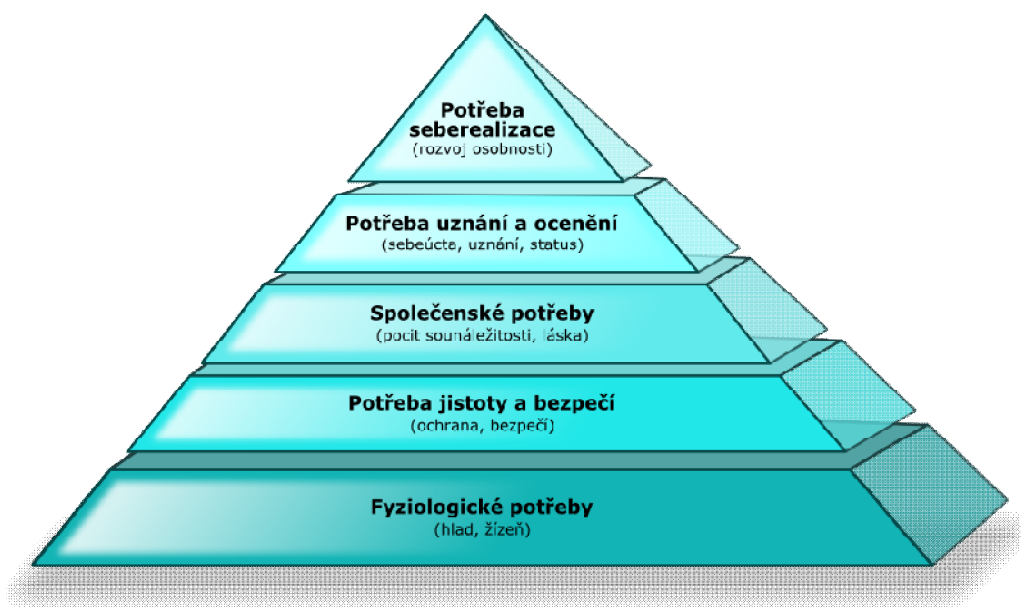 Potřeba
seberealizace
(rozvoj osobnosti)
Potřeba uznání a ocenění
(sebeúcta, uznání, status)
Společenské potřeby
(pocit sounáležitosti, láska)
Potřeba jistoty a bezpečí
(ochrana, bezpečí)
Fyziologické potřeby
(hlad, žízeň)